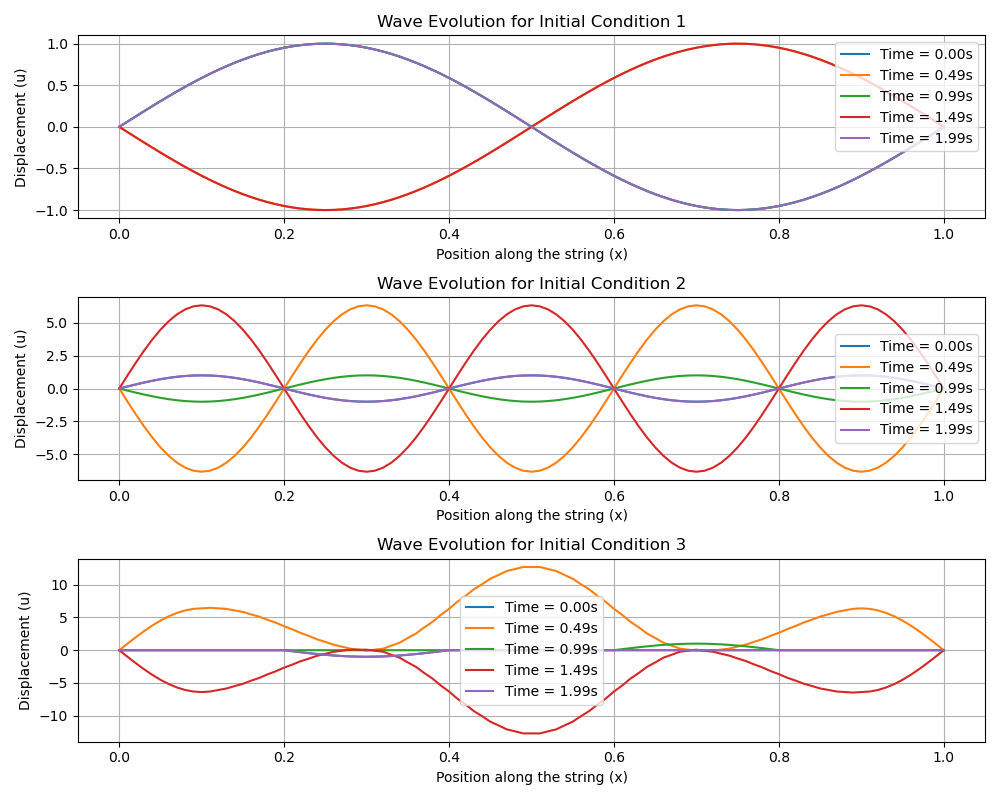 Wave Evolution for Initial Condition 1
Displacement (u)
1.0
0.5
0.0
−0.5
−1.0
0.0 0.2 0.4 0.6 0.8 1.0
Position along the string (x)
Time = 0.00s
Time = 0.49s
Time = 0.99s
Time = 1.49s
Time = 1.99s
Wave Evolution for Initial Condition 2
Displacement (u)
5.0
2.5
0.0
−2.5
−5.0
0.0 0.2 0.4 0.6 0.8 1.0
Position along the string (x)
Time = 0.00s
Time = 0.49s
Time = 0.99s
Time = 1.49s
Time = 1.99s
Wave Evolution for Initial Condition 3
Displacement (u)
10
5
0
−5
−10
0.0 0.2 0.4 0.6 0.8 1.0
Position along the string (x)
Time = 0.00s
Time = 0.49s
Time = 0.99s
Time = 1.49s
Time = 1.99s